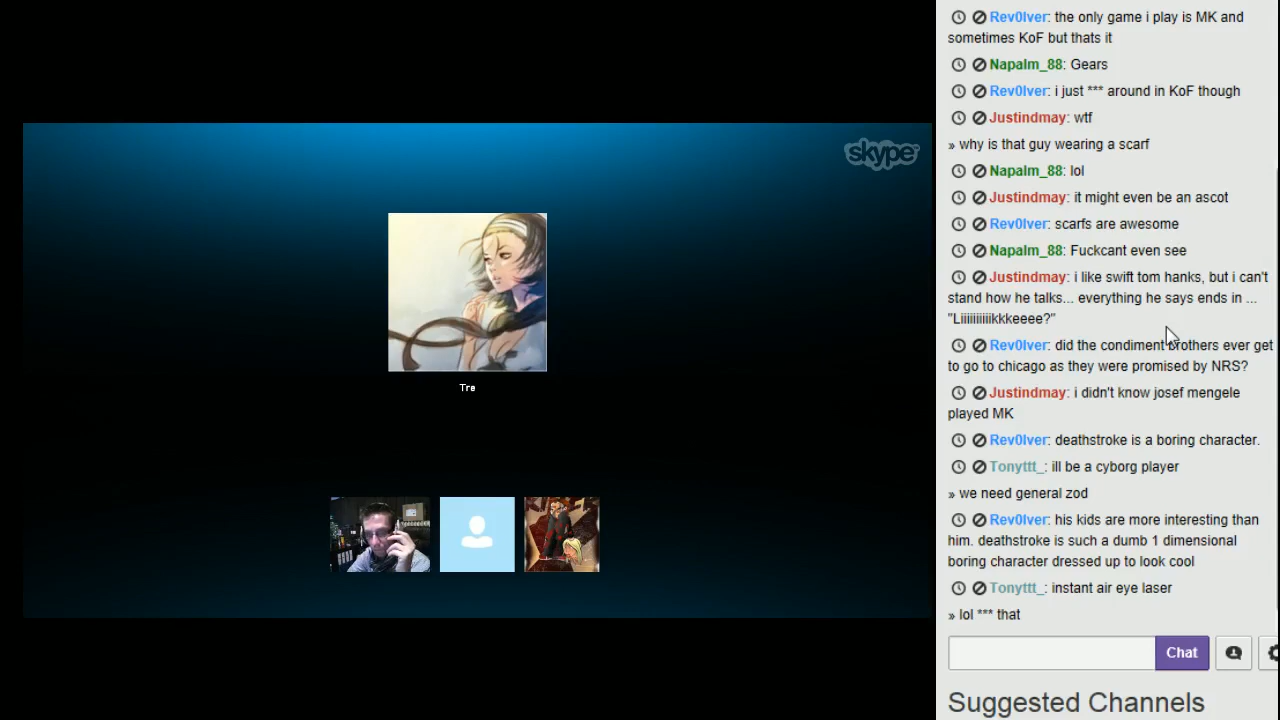 skype
Tre
Rev0lver: the only game i play is MK and
sometimes KoF but thats it
Napalm_88: Gears
Rev0lver: i just *** around in KoF though
Justindmay: wtf
» why is that guy wearing a scarf
Napalm_88: lol
Justindmay: it might even be an ascot
Rev0lver: scarfs are awesome
Napalm_88: Fuckcant even see
Justindmay: i like swift tom hanks, but i can't
stand how he talks... everything he says ends in ...
"Liiiiiiiiiikkkeeee?"
Rev0lver: did the condiment brothers ever get
to go to chicago as they were promised by NRS?
Justindmay: i didn't know josef mengele
played MK
Rev0lver: deathstroke is a boring character.
Tonyttt_: ill be a cyborg player
» we need general zod
Rev0lver: his kids are more interesting than
him. deathstroke is such a dumb 1 dimensional
boring character dressed up to look cool
Tonyttt_: instant air eye laser
» lol *** that
Chat
Suggested Channels